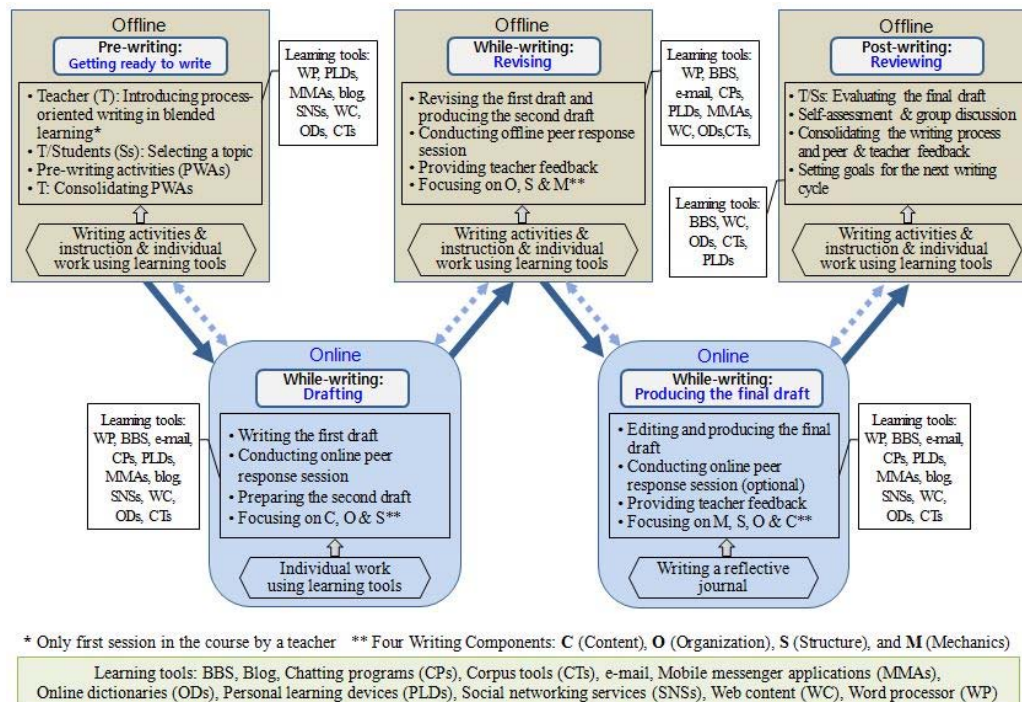 Offline
Pre-writing:
Getting ready to write
• Teacher (T): Introducing process-
oriented writing in blended
learning*
• T/Students (Ss): Selecting a topic
• Pre-writing activities (PWAs)
• T: Consolidating PWAs
Writing activities &
instruction & individual
work using learning tools
Learning tools:
WP, PLDs,
MMAs, blog,
SNSs, WC,
ODs, CTs
Offline
While-writing:
Revising
• Revising the first draft and
producing the second draft
• Conducting offline peer response
session
• Providing teacher feedback
• Focusing on O, S & M**
Writing activities &
instruction & individual
work using learning tools
Learning tools:
WP, BBS,
e-mail, CPs,
PLDs, MMAs,
WC, ODs,CTs,
Offline
Post-writing:
Reviewing
• T/Ss: Evaluating the final draft
• Self-assessment & group discussion
• Consolidating the writing process
and peer & teacher feedback
• Setting goals for the next writing
cycle
Writing activities &
instruction & individual
work using learning tools
Learning tools:
BBS, WC,
ODs, CTs,
PLDs
Online
While-writing:
Drafting
• Writing the first draft
• Conducting online peer
response session
• Preparing the second draft
• Focusing on C, O & S**
Individual work
using learning tools
Learning tools:
WP, BBS, e-mail,
CPs, PLDs,
MMAs, blog,
SNSs, WC,
ODs, CTs
Online
While-writing:
Producing the final draft
• Editing and producing the final
draft
• Conducting online peer
response session (optional)
• Providing teacher feedback
• Focusing on M, S, O & C**
Writing a reflective
journal
Learning tools:
WP, BBS, e-mail,
CPs, PLDs,
MMAs, blog,
SNSs, WC,
ODs, CTs
* Only first session in the course by a teacher ** Four Writing Components: C (Content), O (Organization), S (Structure), and M (Mechanics)
Learning tools: BBS, Blog, Chatting programs (CPs), Corpus tools (CTs), e-mail, Mobile messenger applications (MMAs),
Online dictionaries (ODs), Personal learning devices (PLDs), Social networking services (SNSs), Web content (WC), Word processor (WP)